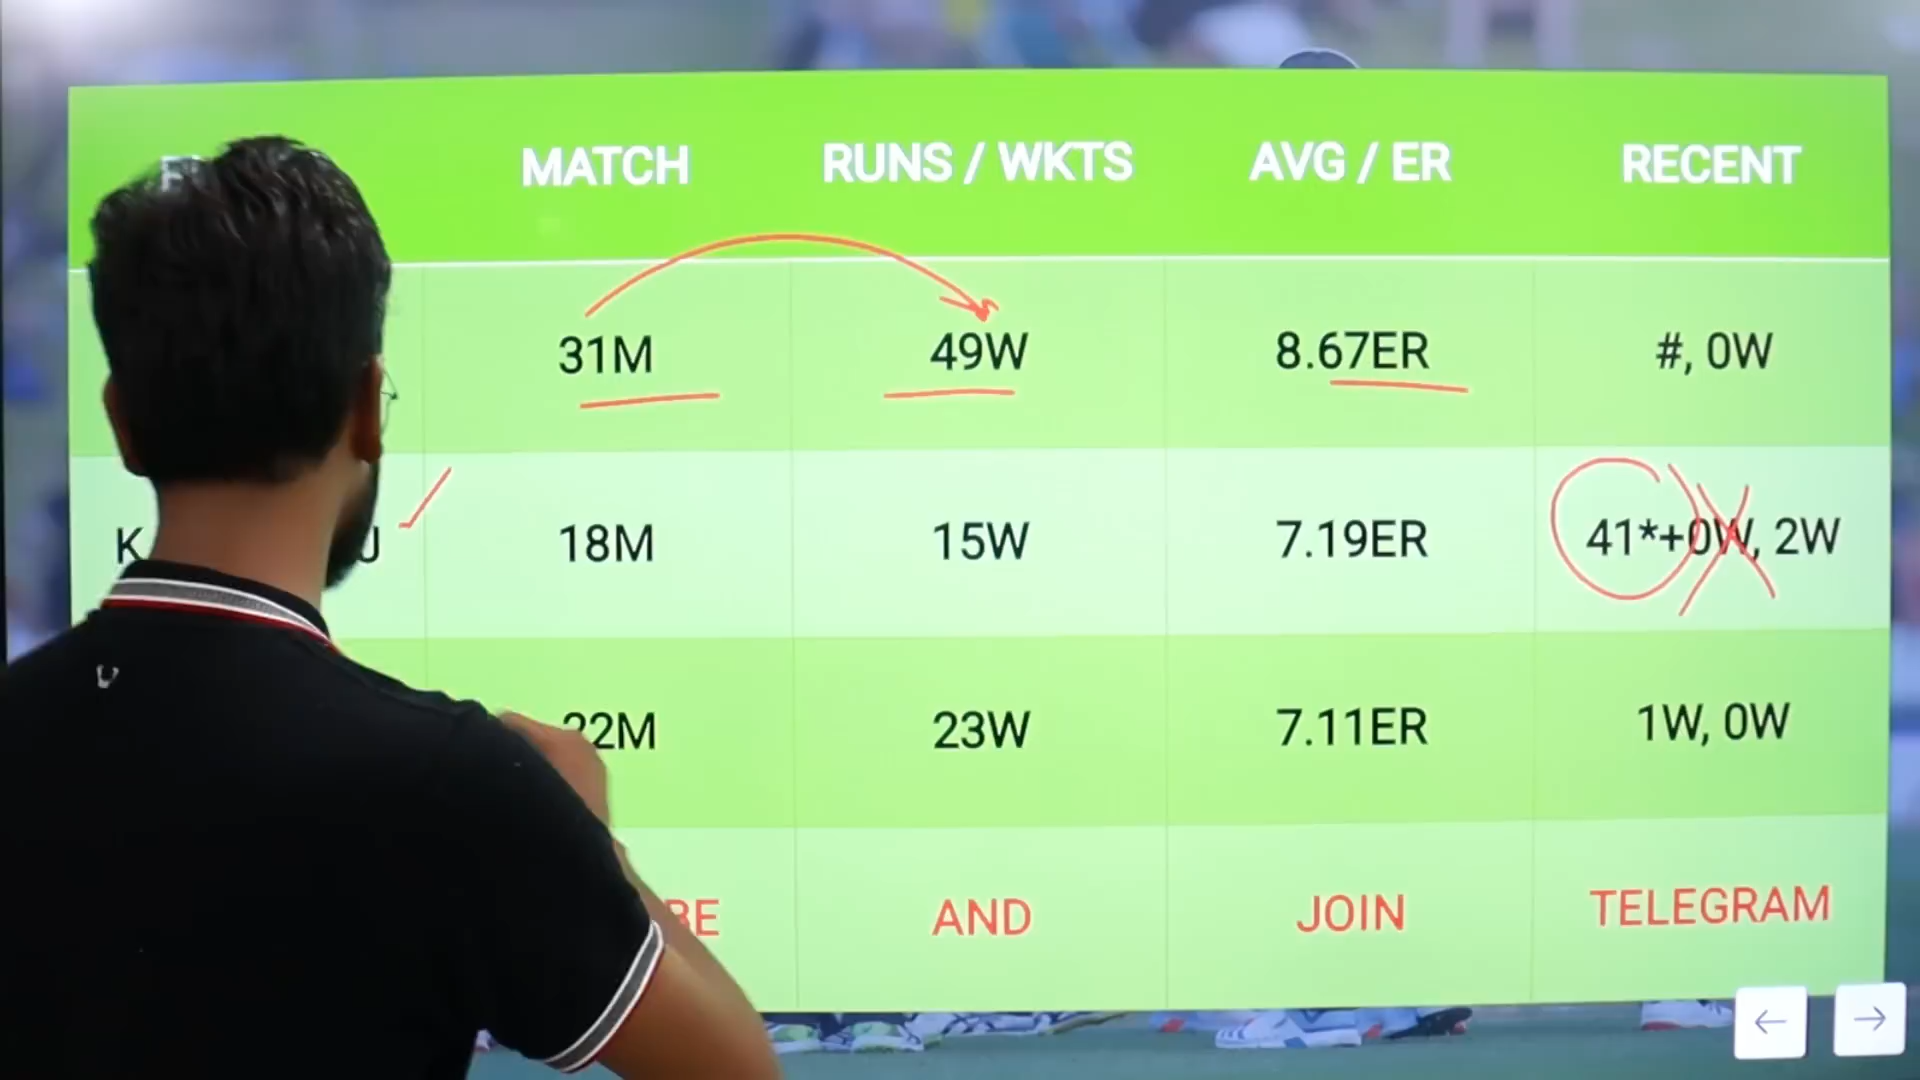 MATCH RUNS / WKTS AVG / ER RECENT
31M 49W 8.67ER #, 0W
18M 15W 7.19ER 41*+0W, 2W
22M 23W 7.11ER 1W, 0W
AND JOIN TELEGRAM